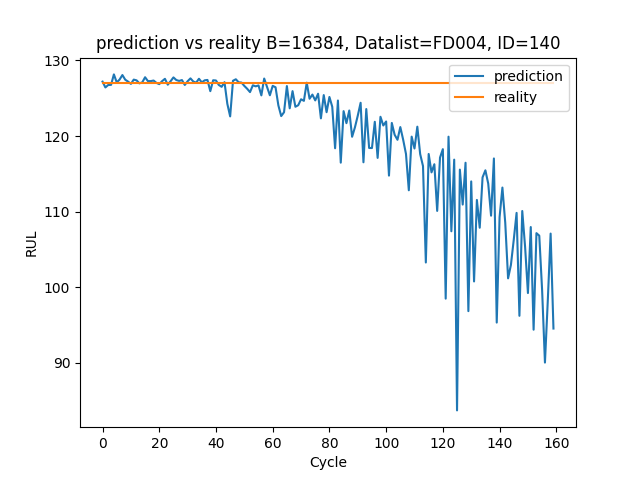 prediction vs reality B=16384, Datalist=FD004, ID=140
prediction
reality
RUL
130
120
110
100
90
0 20 40 60 80 100 120 140 160
Cycle